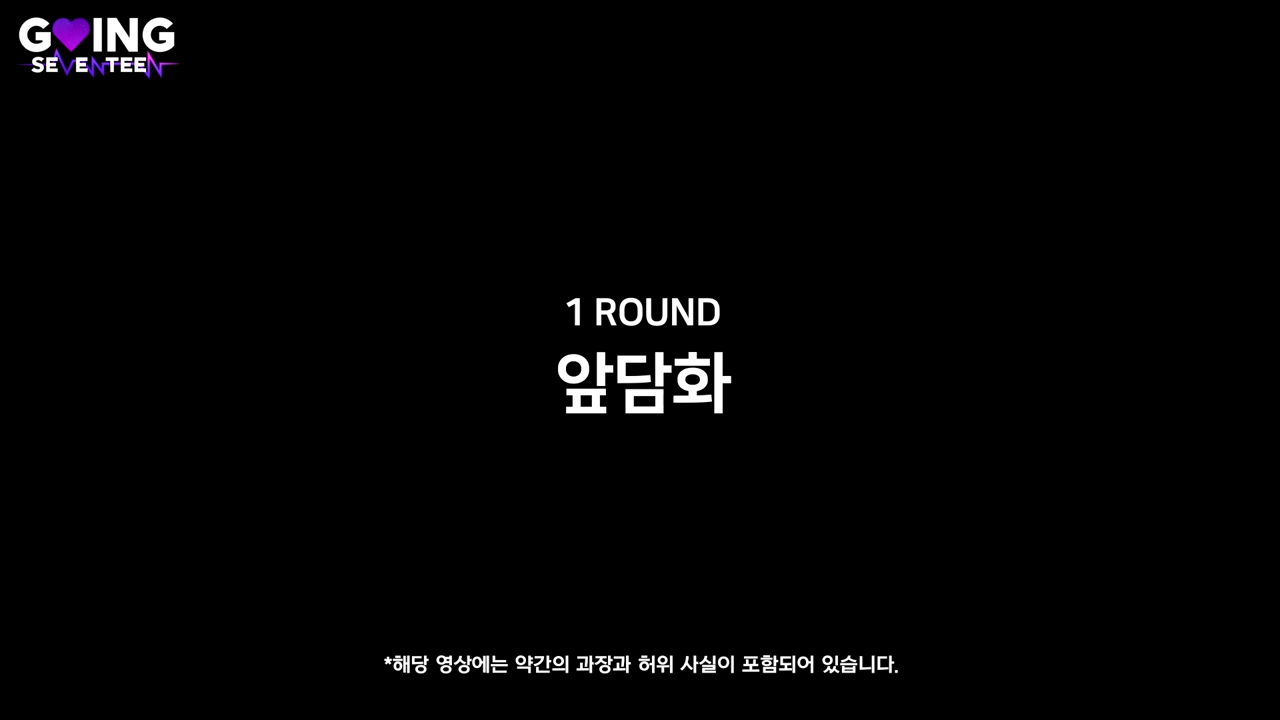 GOING
SEVENTEEN
1 ROUND
앞담화
*해당 영상에는 약간의 과장과 허위 사실이 포함되어 있습니다.